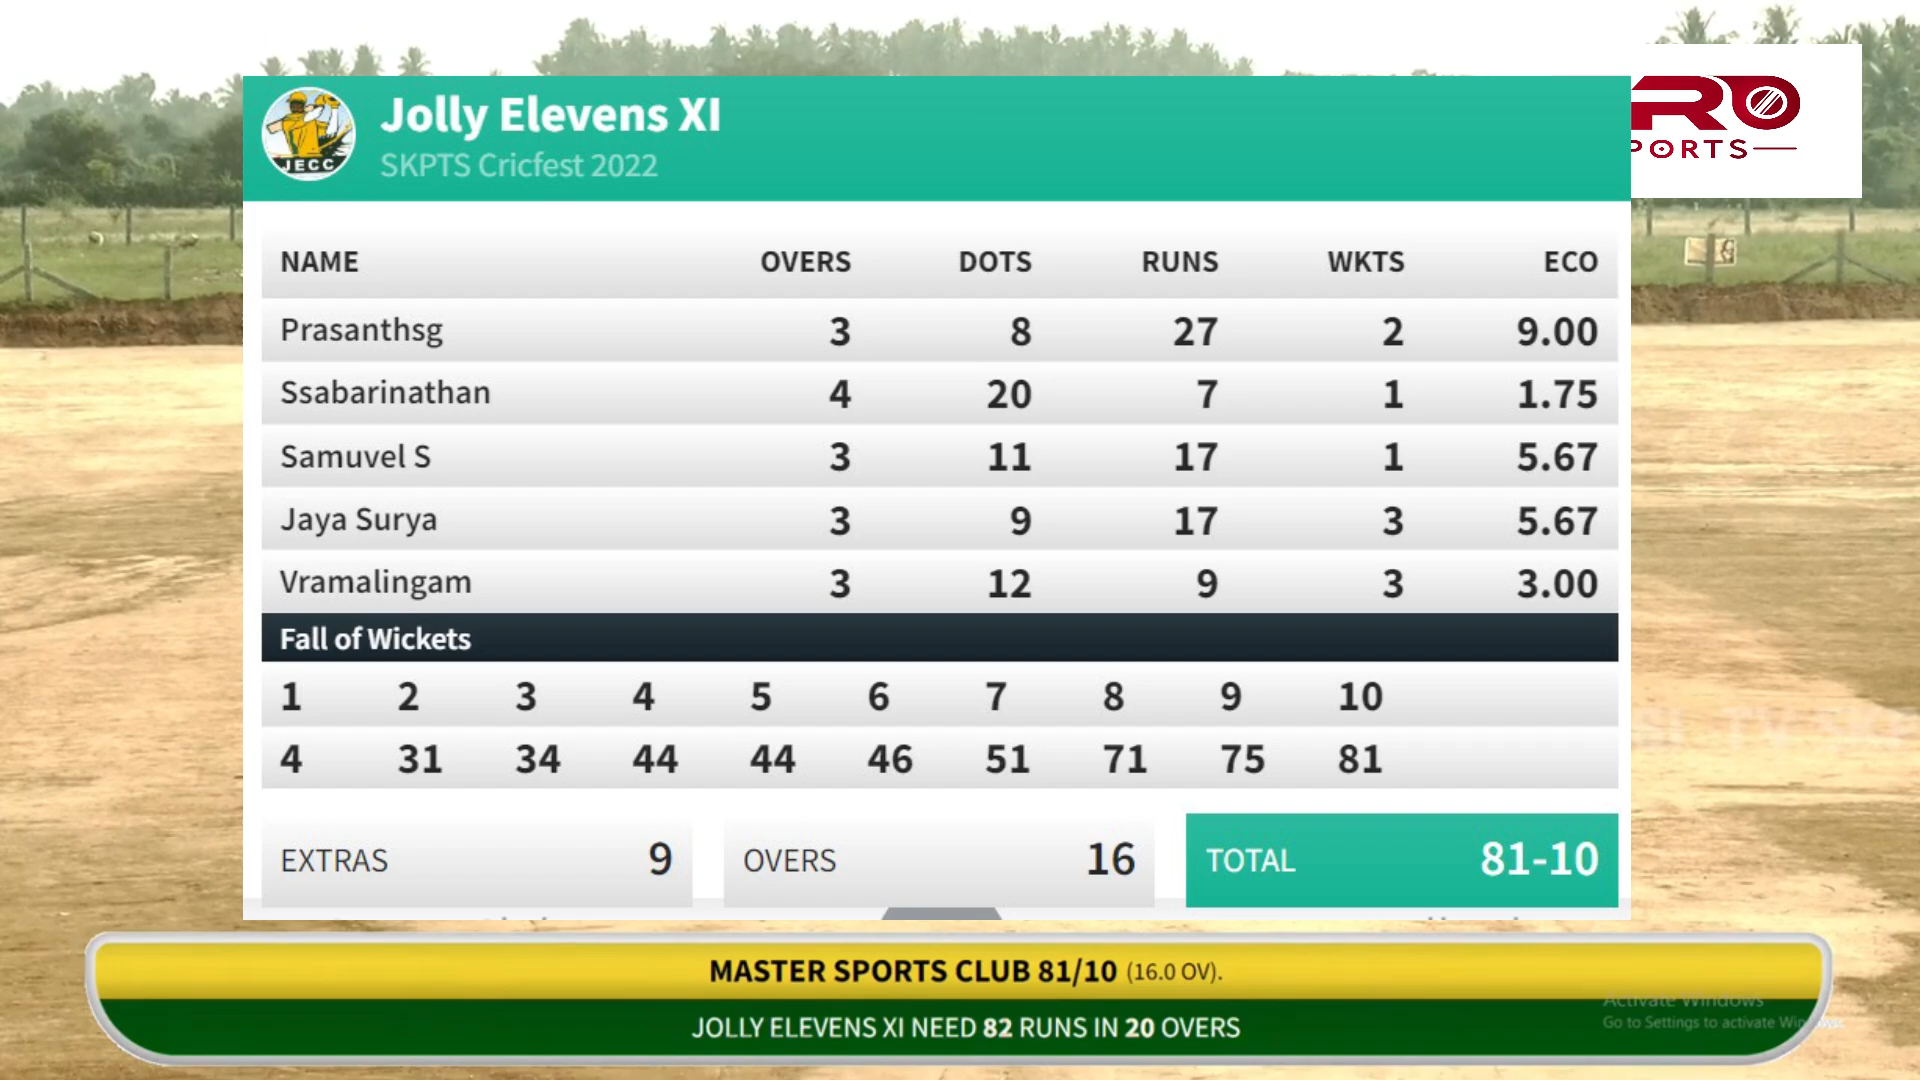 Jolly Elevens XI
SKPTS Cricfest 2022
JECC
RO
PORTS
NAME OVERS DOTS RUNS WKTS ECO
Prasanthsg 3 8 27 2 9.00
Ssabarinathan 4 20 7 1 1.75
Samuvel S 3 11 17 1 5.67
Jaya Surya 3 9 17 3 5.67
Vramalingam 3 12 9 3 3.00
Fall of Wickets
1 2 3 4 5 6 7 8 9 10
4 31 34 44 44 46 51 71 75 81
EXTRAS 9 OVERS 16 TOTAL 81-10
MASTER SPORTS CLUB 81/10 (16.0 OV).
JOLLY ELEVENS XI NEED 82 RUNS IN 20 OVERS
Activate Windows
Go to Settings to activate Windows.